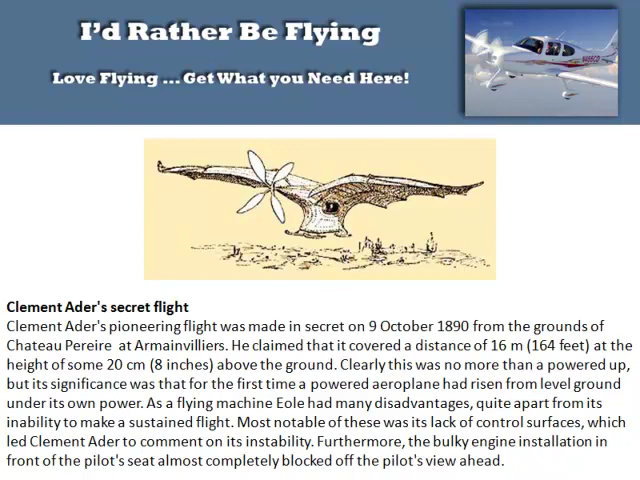 I'd Rather Be Flying
Love Flying ... Get What you Need Here!
Clement Ader's secret flight
Clement Ader's pioneering flight was made in secret on 9 October 1890 from the grounds of
Chateau Pereire at Armainvilliers. He claimed that it covered a distance of 16 m (164 feet) at the
height of some 20 cm (8 inches) above the ground. Clearly this was no more than a powered up,
but its significance was that for the first time a powered aeroplane had risen from level ground
under its own power. As a flying machine Eole had many disadvantages, quite apart from its
inability to make a sustained flight. Most notable of these was its lack of control surfaces, which
led Clement Ader to comment on its instability. Furthermore, the bulky engine installation in
front of the pilot's seat almost completely blocked off the pilot's view ahead.